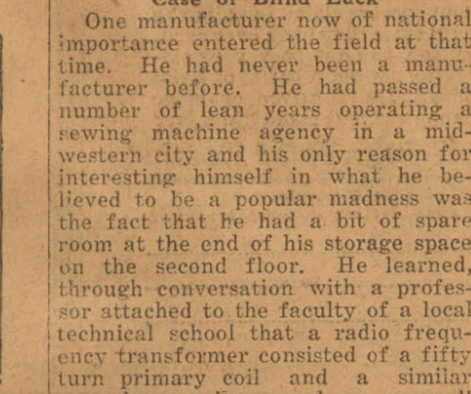 Case of Blind Luck
One manufacturer now of national
importance entered the field at that
time. He had never been a manu-
facturer before. He had passed a
number of lean years operating a
sewing machine agency in a mid-
western city and his only reason for
interesting himself in what he be-
lieved to be a popular madness was
the fact that he had a bit of spare
room at the end of his storage space
on the second floor. He learned,
through conversation with a profes-
sor attached to the faculty of a local
technical school that a radio frequ-
ency transformer consisted of a fifty
turn primary coil and a similar